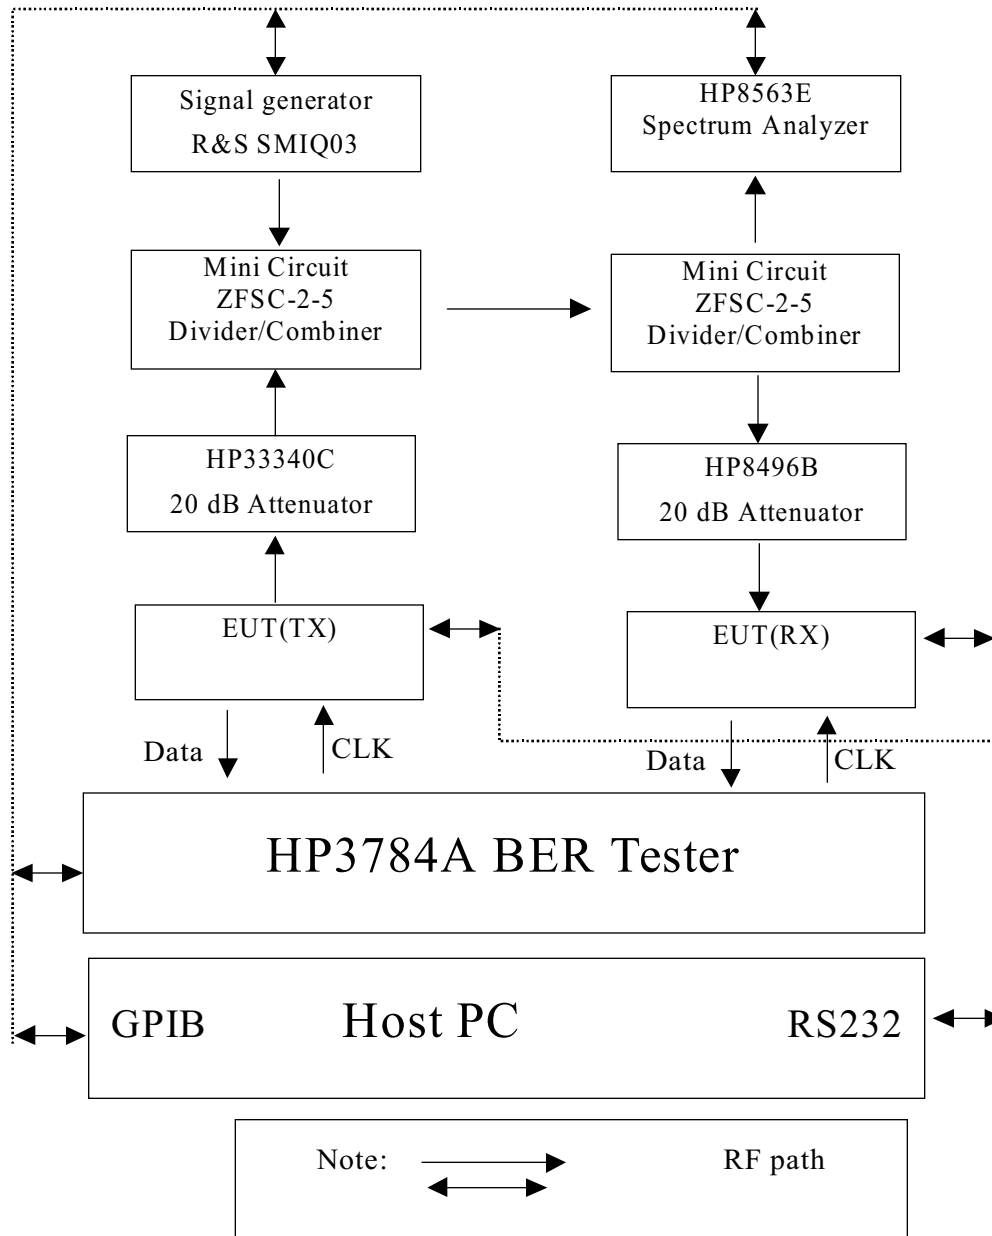 Signal generator
R&S SMIQ03
HP8563E
Spectrum Analyzer
Mini Circuit
ZFSC-2-5
Divider/Combiner
Mini Circuit
ZFSC-2-5
Divider/Combiner
HP33340C
20 dB Attenuator
HP8496B
20 dB Attenuator
EUT(TX)
EUT(RX)
Data
CLK
Data
CLK
HP3784A BER Tester
GPIB
Host PC
RS232
Note:
RF path